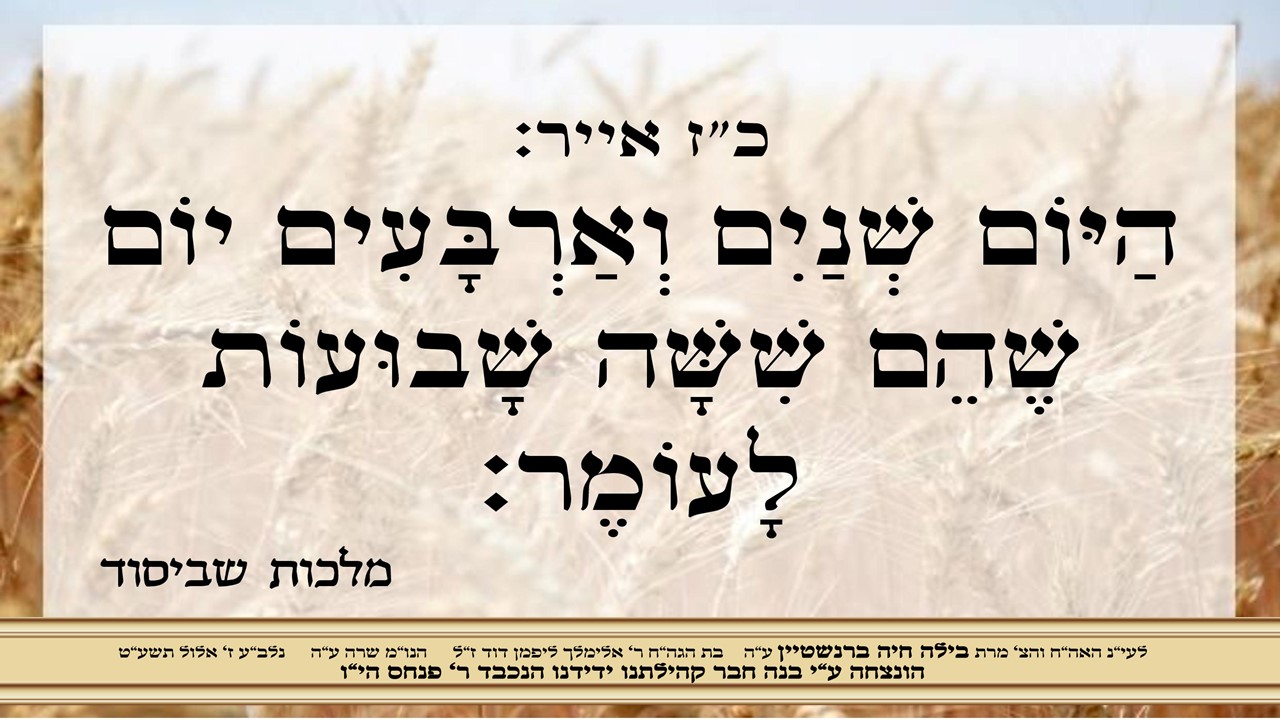 כ״ז אייר:
הַיּוֹם שְׁנַיִם וְאַרְבָּעִים יוֹם
שֶׁהֵם שִׁשָּׁה שָׁבוּעוֹת
לָעוֹמֶר:
מלכות שביסוד
לעי״נ האה״ח והצ׳ מרת בילה חיה ברנשטיין ע״ה בת הגה״ח ר׳ אלימלך ליפמן דוד ז״ל הנו״מ שרה ע״ה נלב״ע ז׳ אלול תשע״ט
הונצחה ע״י בנה חבר קהילתנו ידידנו הנכבד ר׳ פנחס הי״ו